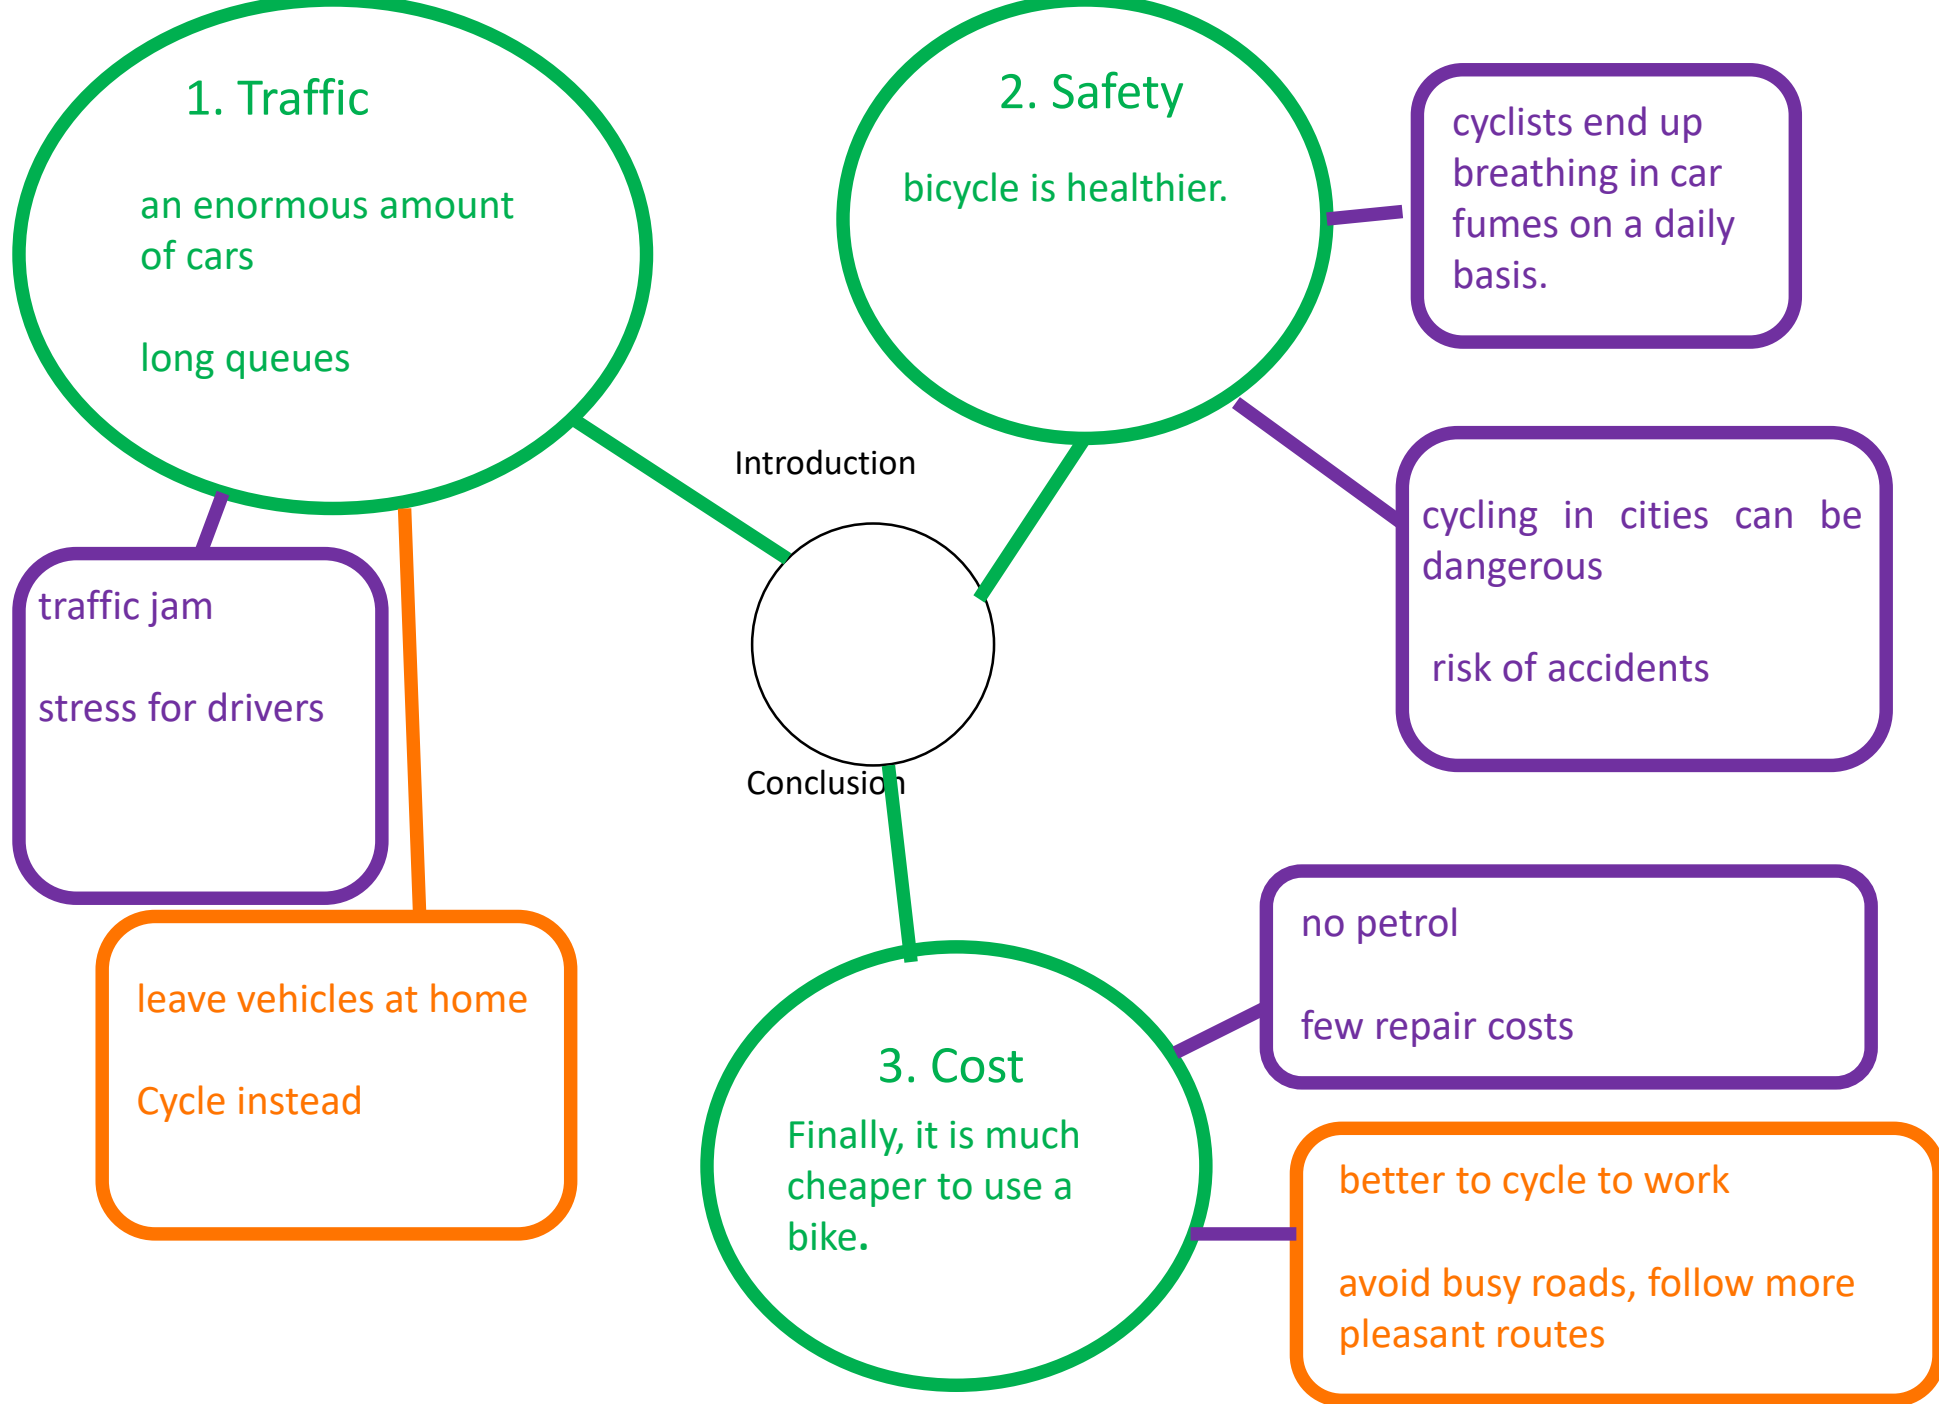 1. Traffic
an enormous amount
of cars
long queues
2. Safety
bicycle is healthier.
cyclists end up
breathing in car
fumes on a daily
basis.
cycling in cities can be
dangerous
risk of accidents
Introduction
Conclusion
traffic jam
stress for drivers
leave vehicles at home
Cycle instead
3. Cost
Finally, it is much
cheaper to use a
bike.
no petrol
few repair costs
better to cycle to work
avoid busy roads, follow more
pleasant routes